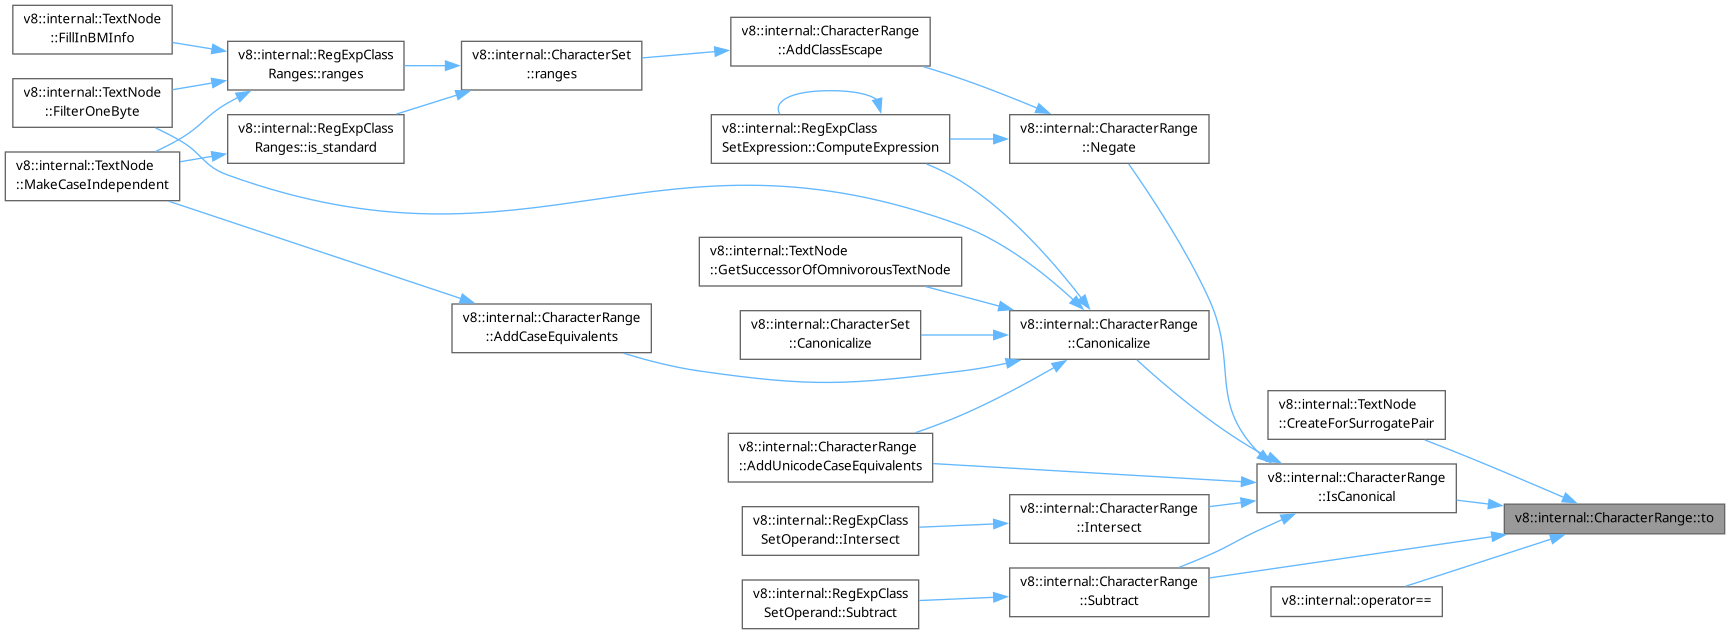 v8::internal::TextNode
::FillInBMInfo
v8::internal::RegExpClass
Ranges::ranges
v8::internal::CharacterSet
::ranges
v8::internal::CharacterRange
::AddClassEscape
v8::internal::TextNode
::FilterOneByte
v8::internal::RegExpClass
Ranges::is_standard
v8::internal::RegExpClass
SetExpression::ComputeExpression
v8::internal::CharacterRange
::Negate
v8::internal::TextNode
::MakeCaseIndependent
v8::internal::TextNode
::GetSuccessorOfOmnivorousTextNode
v8::internal::CharacterRange
::AddCaseEquivalents
v8::internal::CharacterSet
::Canonicalize
v8::internal::CharacterRange
::Canonicalize
v8::internal::TextNode
::CreateForSurrogatePair
v8::internal::CharacterRange
::AddUnicodeCaseEquivalents
v8::internal::CharacterRange
::IsCanonical
v8::internal::RegExpClass
SetOperand::Intersect
v8::internal::CharacterRange
::Intersect
v8::internal::CharacterRange::to
v8::internal::RegExpClass
SetOperand::Subtract
v8::internal::CharacterRange
::Subtract
v8::internal::operator==